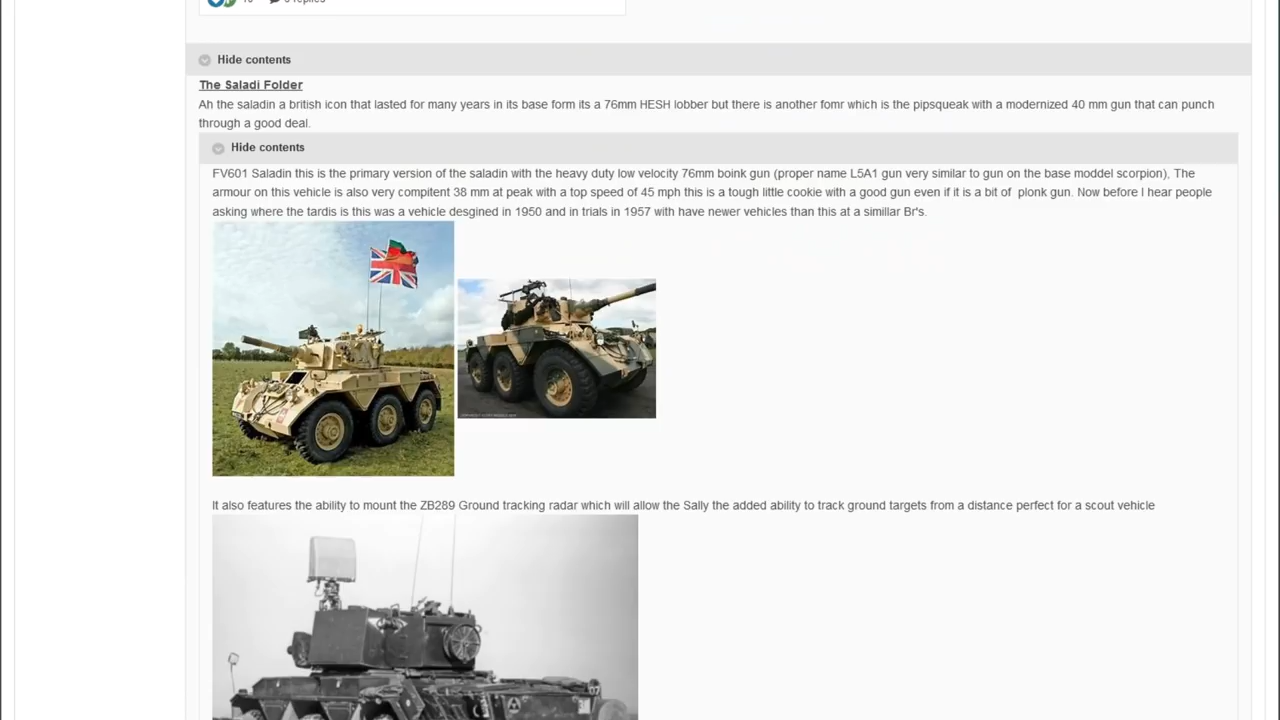 Hide contents
The Saladi Folder
Ah the saladin a british icon that lasted for many years in its base form its a 76mm HESH lobber but there is another fomr which is the pipsqueak with a modernized 40 mm gun that can punch
through a good deal.
Hide contents
FV601 Saladin this is the primary version of the saladin with the heavy duty low velocity 76mm boink gun (proper name L5A1 gun very similar to gun on the base moddel scorpion), The
armour on this vehicle is also very compitent 38 mm at peak with a top speed of 45 mph this is a tough little cookie with a good gun even if it is a bit of plonk gun. Now before I hear people
asking where the tardis is this was a vehicle desgined in 1950 and in trials in 1957 with have newer vehicles than this at a simillar Br's.
It also features the ability to mount the ZB289 Ground tracking radar which will allow the Sally the added ability to track ground targets from a distance perfect for a scout vehicle